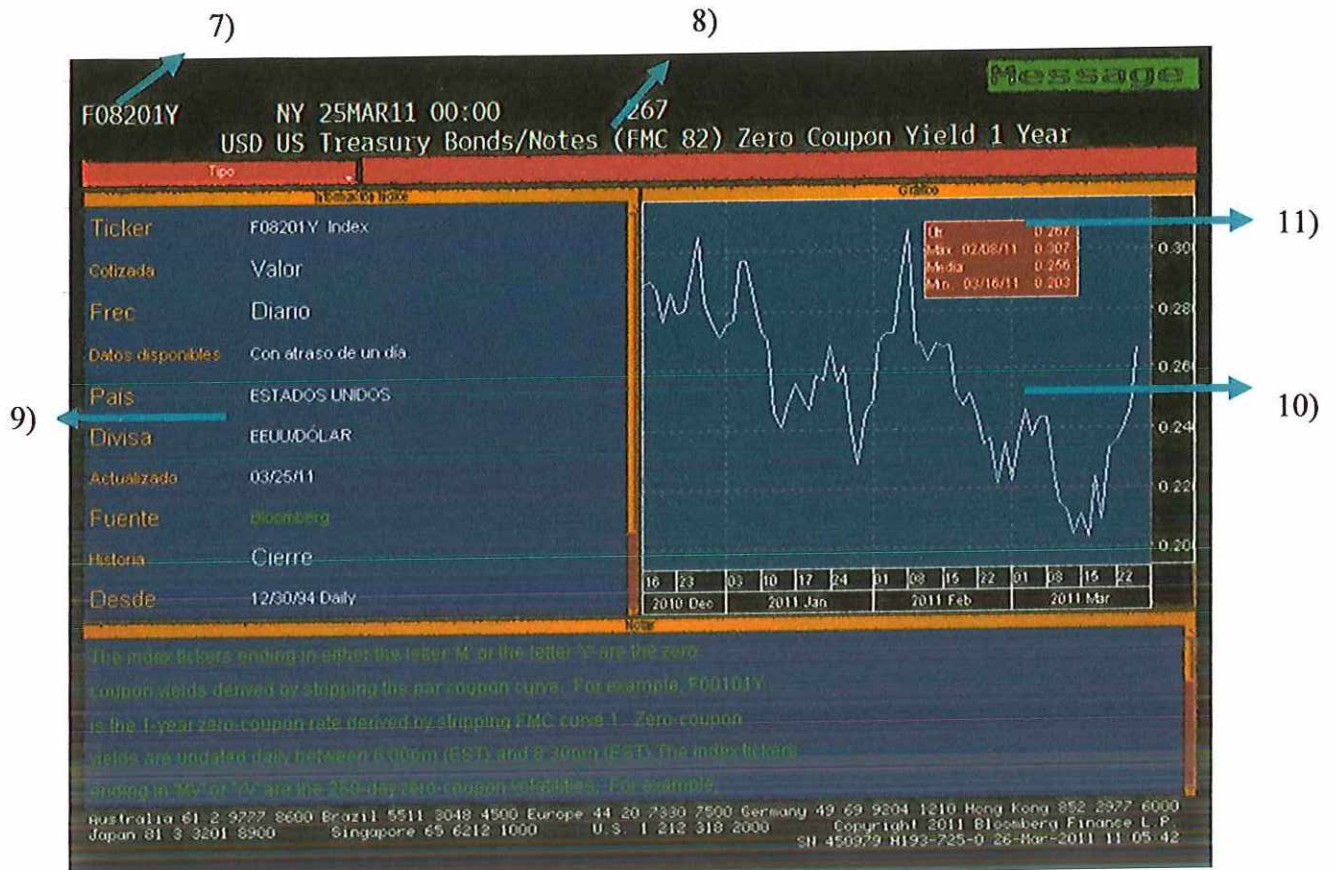 7) 8)
Message
F08201Y NY 25MAR11 00:00 267
USD US Treasury Bonds/Notes (FMC 82) Zero Coupon Yield 1 Year
Tipo
Información Índice
Gráfico
Ticker F08201Y Index
Cotizada Valor
Frec Diario
Datos disponibles Con atraso de un día.
País ESTADOS UNIDOS
Divisa EEUU/DÓLAR
Actualizado 03/25/11
Fuente Bloomberg
Historia Cierre
Desde 12/30/94 Daily
9)
Ult 0.267
Máx 02/08/11 0.307
Media 0.256
Mín. 03/16/11 0.203
11)
10)
0.30
0.28
0.26
0.24
0.22
0.20
16 23 03 10 17 24 01 08 15 22 01 08 15 22
2010 Dec 2011 Jan 2011 Feb 2011 Mar
Notas
The index tickers ending in either the letter 'M' or the letter 'Y' are the zero
coupon yields derived by stripping the par coupon curve. For example, F00101Y
is the 1-year zero-coupon rate derived by stripping FMC curve 1. Zero-coupon
yields are updated daily between 6:00pm (EST) and 8:30pm (EST).The index tickers
ending in 'MV' or 'YV' are the 260-day zero-coupon volatilities. For example,
Australia 61 2 9777 8600 Brazil 5511 3048 4500 Europe 44 20 7330 7500 Germany 49 69 9204 1210 Hong Kong 852 2977 6000
Japan 81 3 3201 8900 Singapore 65 6212 1000 U.S. 1 212 318 2000 Copyright 2011 Bloomberg Finance L.P.
SN 450979 H193-725-0 26-Mar-2011 11:05:42